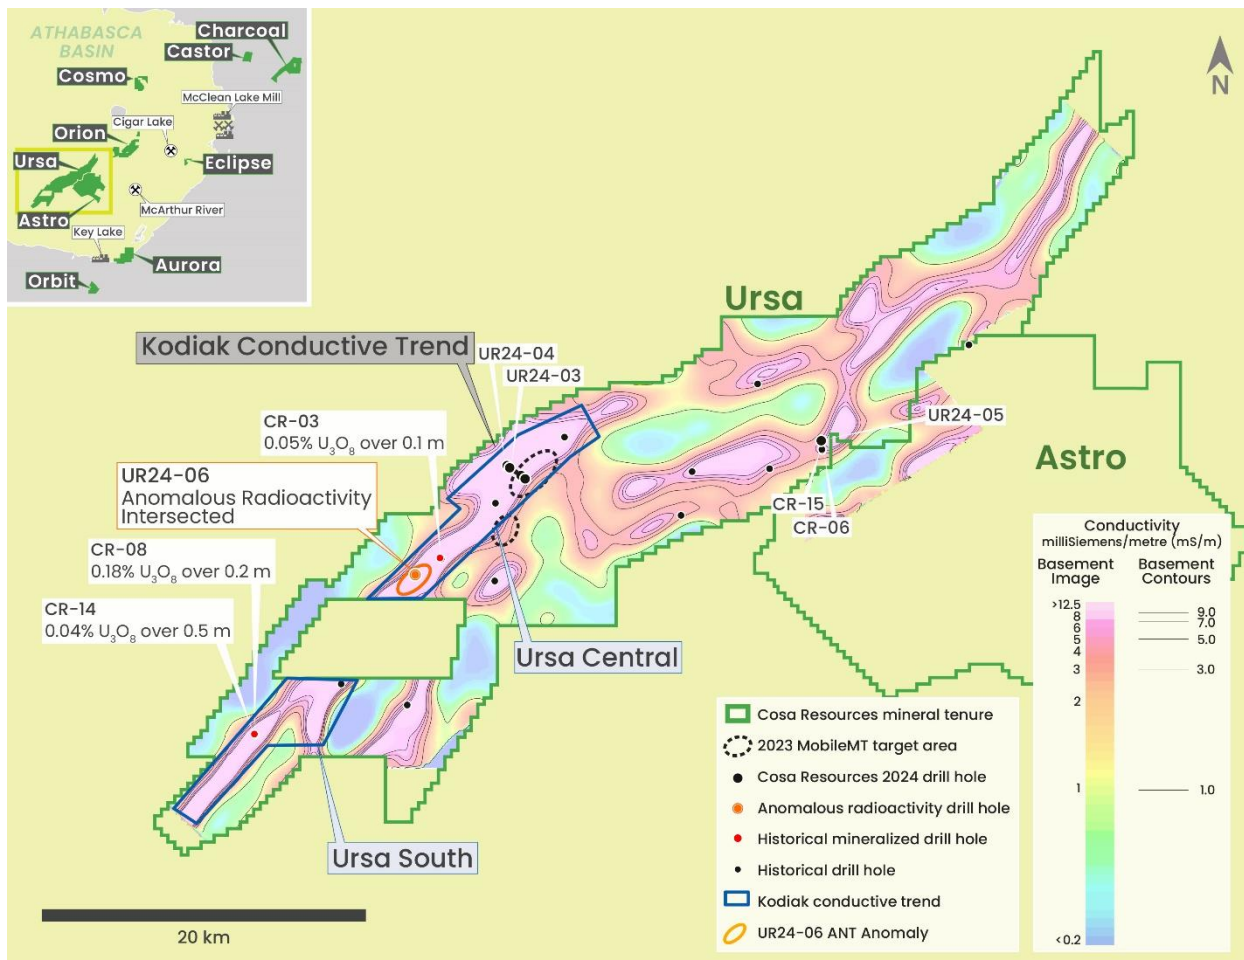 ATHABASCA
BASIN
Charcoal
Castor
Cosmo
McClean Lake Mill
Cigar Lake
Orion
Ursa
Eclipse
McArthur River
Astro
Key Lake
Aurora
Orbit
N
Ursa
Kodiak Conductive Trend
UR24-04
UR24-03
CR-03
0.05% U₃O₈ over 0.1 m
UR24-05
UR24-06
Anomalous Radioactivity
Intersected
Astro
CR-15
CR-06
CR-08
0.18% U₃O₈ over 0.2 m
CR-14
0.04% U₃O₈ over 0.5 m
Ursa Central
Ursa South
20 km
Cosa Resources mineral tenure
2023 MobileMT target area
Cosa Resources 2024 drill hole
Anomalous radioactivity drill hole
Historical mineralized drill hole
Historical drill hole
Kodiak conductive trend
UR24-06 ANT Anomaly
Conductivity
milliSiemens/metre (mS/m)
Basement Image
Basement Contours
>12.5
8
6
5
4
3
2
1
<0.2
9.0
7.0
5.0
3.0
1.0